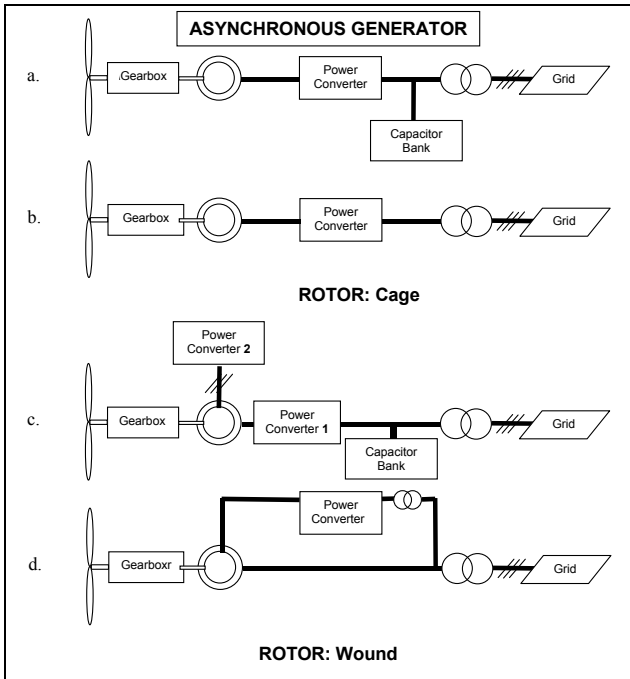 ASYNCHRONOUS GENERATOR
a.
Gearbox
Power
Converter
Capacitor
Bank
Grid
b.
Gearbox
Power
Converter
Grid
ROTOR: Cage
Power
Converter 2
c.
Gearbox
Power
Converter 1
Capacitor
Bank
Grid
Power
Converter
d.
Gearboxr
Grid
ROTOR: Wound